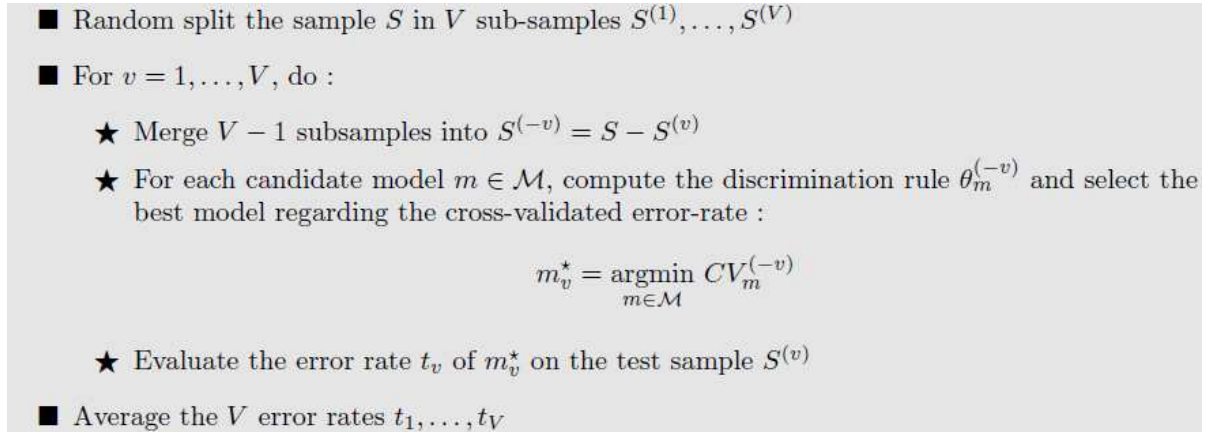 ■ Random split the sample S in V sub-samples S^(1), . . . , S^(V)
■ For v = 1, . . . , V, do :
★ Merge V − 1 subsamples into S^(−v) = S − S^(v)
★ For each candidate model m ∈ M, compute the discrimination rule θ_m^(−v) and select the
best model regarding the cross-validated error-rate :
m_v^⋆ = argmin CV_m^(−v)
m∈M
★ Evaluate the error rate t_v of m_v^⋆ on the test sample S^(v)
■ Average the V error rates t_1, . . . , t_V